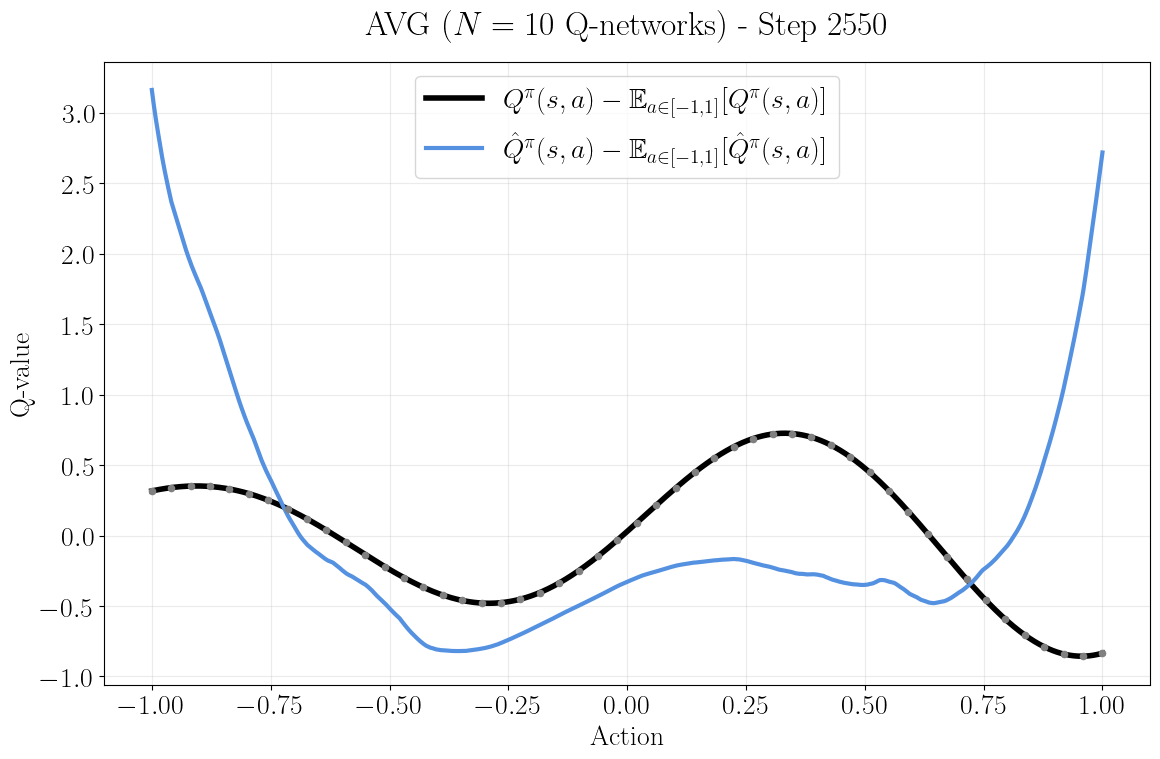 AVG (N = 10 Q-networks) - Step 2550
Q^π(s, a) − 𝔼_{a∈[−1,1]}[Q^π(s, a)]
Q̂^π(s, a) − 𝔼_{a∈[−1,1]}[Q̂^π(s, a)]
Q-value
3.0
2.5
2.0
1.5
1.0
0.5
0.0
−0.5
−1.0
−1.00 −0.75 −0.50 −0.25 0.00 0.25 0.50 0.75 1.00
Action